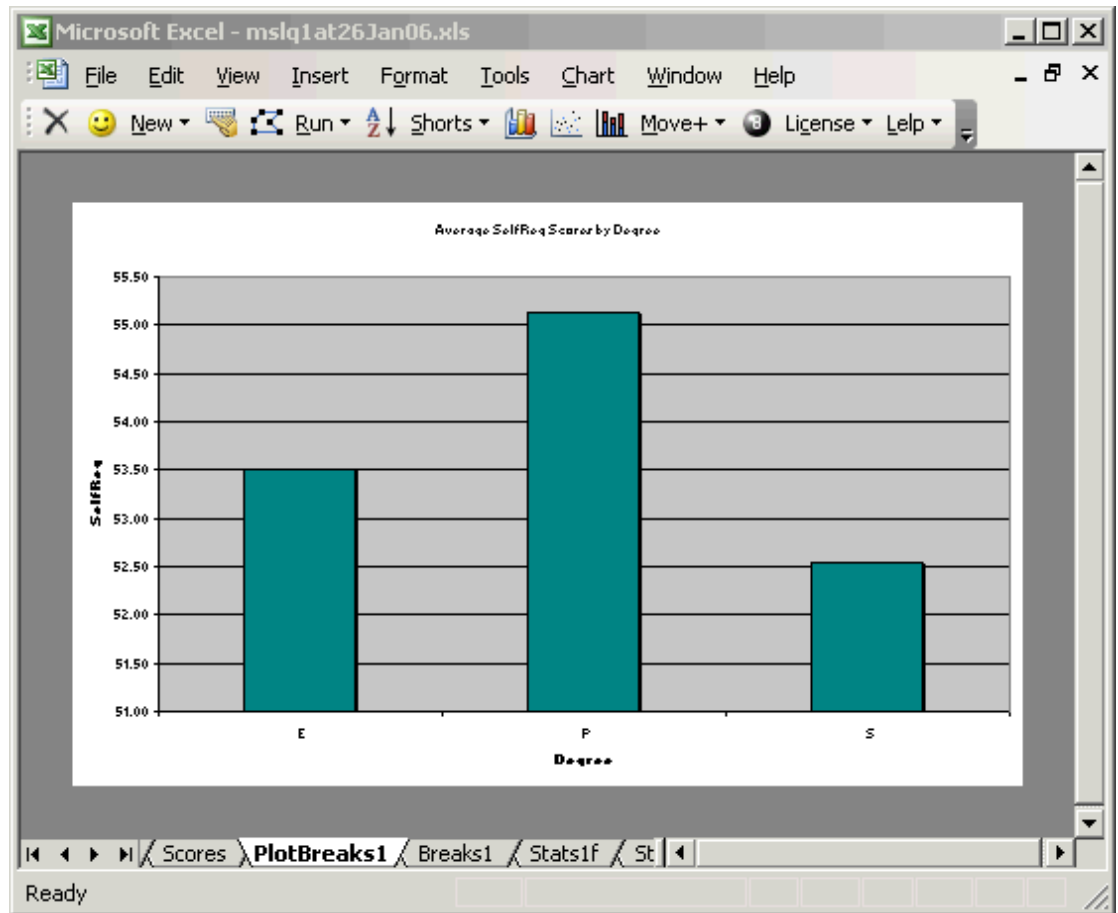 Microsoft Excel - mslq1at26Jan06.xls
File Edit View Insert Format Tools Chart Window Help
New Run A Z Shorts Move+ License Lelp
Average SelfReg Scores by Degree
55.50
55.00
54.50
54.00
53.50
53.00
52.50
52.00
51.50
51.00
SelfReg
E P S
Degree
Scores PlotBreaks1 Breaks1 Stats1f St
Ready